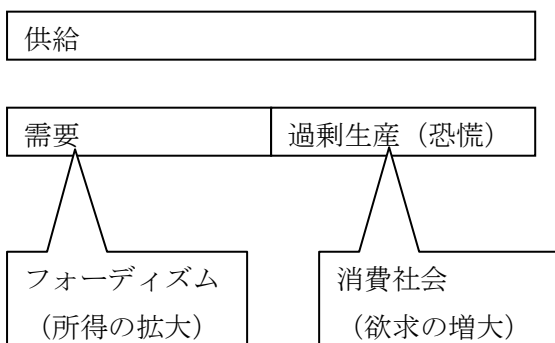 供給
需要
過剰生産（恐慌）
フォーディズム
（所得の拡大）
消費社会
（欲求の増大）